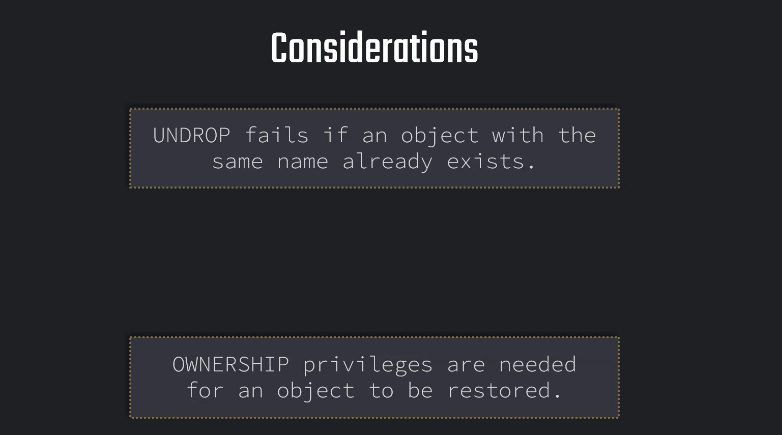 Considerations
UNDROP fails if an object with the
same name already exists.
OWNERSHIP privileges are needed
for an object to be restored.